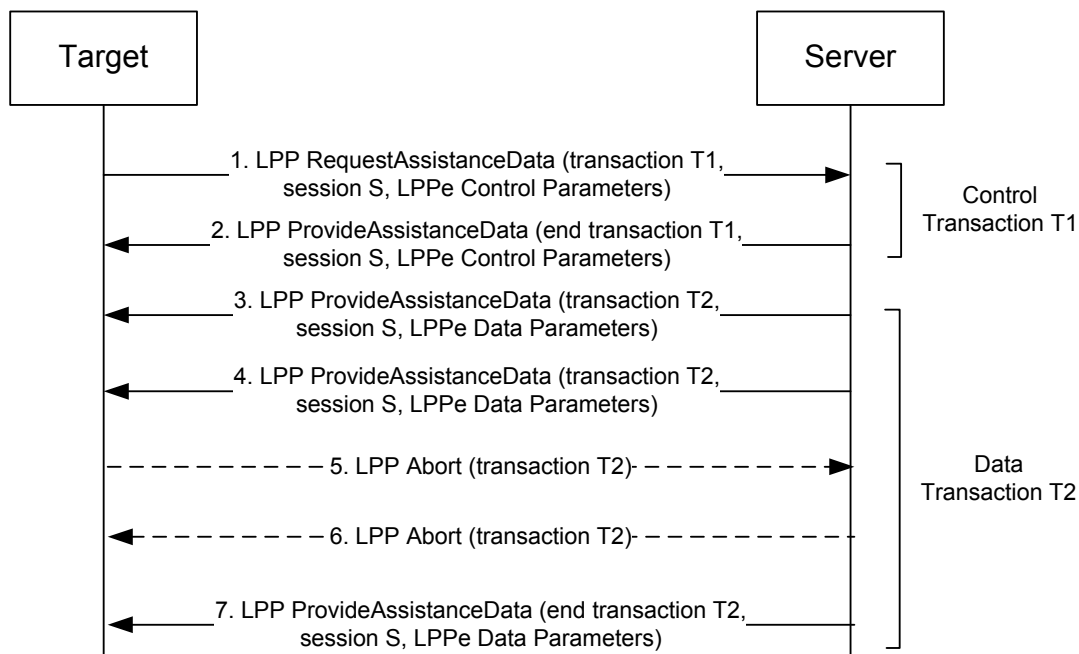 Target
Server
1. LPP RequestAssistanceData (transaction T1,
session S, LPPe Control Parameters)
Control
Transaction T1
2. LPP ProvideAssistanceData (end transaction T1,
session S, LPPe Control Parameters)
3. LPP ProvideAssistanceData (transaction T2,
session S, LPPe Data Parameters)
4. LPP ProvideAssistanceData (transaction T2,
session S, LPPe Data Parameters)
5. LPP Abort (transaction T2)
Data
Transaction T2
6. LPP Abort (transaction T2)
7. LPP ProvideAssistanceData (end transaction T2,
session S, LPPe Data Parameters)